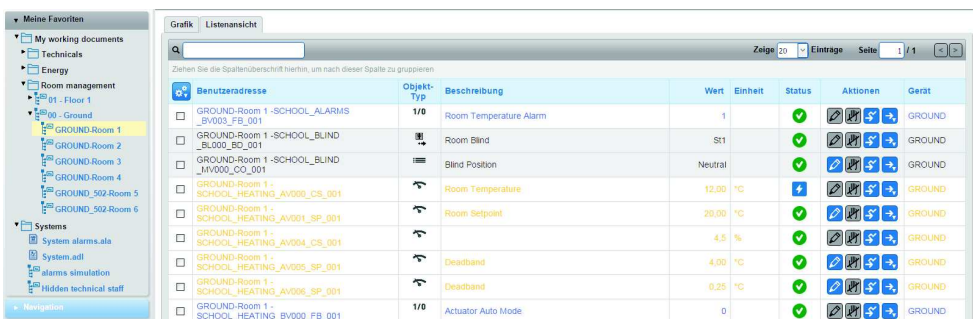 Meine Favoriten
My working documents
Technicals
Energy
Room management
01 - Floor 1
00 - Ground
GROUND-Room 1
GROUND-Room 2
GROUND-Room 3
GROUND-Room 4
GROUND_502-Room 5
GROUND_502-Room 6
Systems
System alarms.ala
System.adl
alarms simulation
Hidden technical staff
Navigation
Grafik Listenansicht
Zeige 20 Einträge Seite 1 / 1 < >
Ziehen Sie die Spaltenüberschrift hierhin, um nach dieser Spalte zu gruppieren
Benutzeradresse Objekt-Typ Beschreibung Wert Einheit Status Aktionen Gerät
GROUND-Room 1 -SCHOOL_ALARMS
_BV003_FB_001 1/0 Room Temperature Alarm 1 GROUND
GROUND-Room 1 -SCHOOL_BLIND
_BL000_BD_001 Room Blind St1 GROUND
GROUND-Room 1 -SCHOOL_BLIND
_MV000_CO_001 Blind Position Neutral GROUND
GROUND-Room 1 -
SCHOOL_HEATING_AV000_CS_001 Room Temperature 12,00 °C GROUND
GROUND-Room 1 -
SCHOOL_HEATING_AV001_SP_001 Room Setpoint 20,00 °C GROUND
GROUND-Room 1 -
SCHOOL_HEATING_AV004_CS_001 4,5 % GROUND
GROUND-Room 1 -
SCHOOL_HEATING_AV005_SP_001 Deadband 4,00 °C GROUND
GROUND-Room 1 -
SCHOOL_HEATING_AV006_SP_001 Deadband 0,25 °C GROUND
GROUND-Room 1 -
SCHOOL_HEATING_BV000_FB_001 1/0 Actuator Auto Mode 0 GROUND